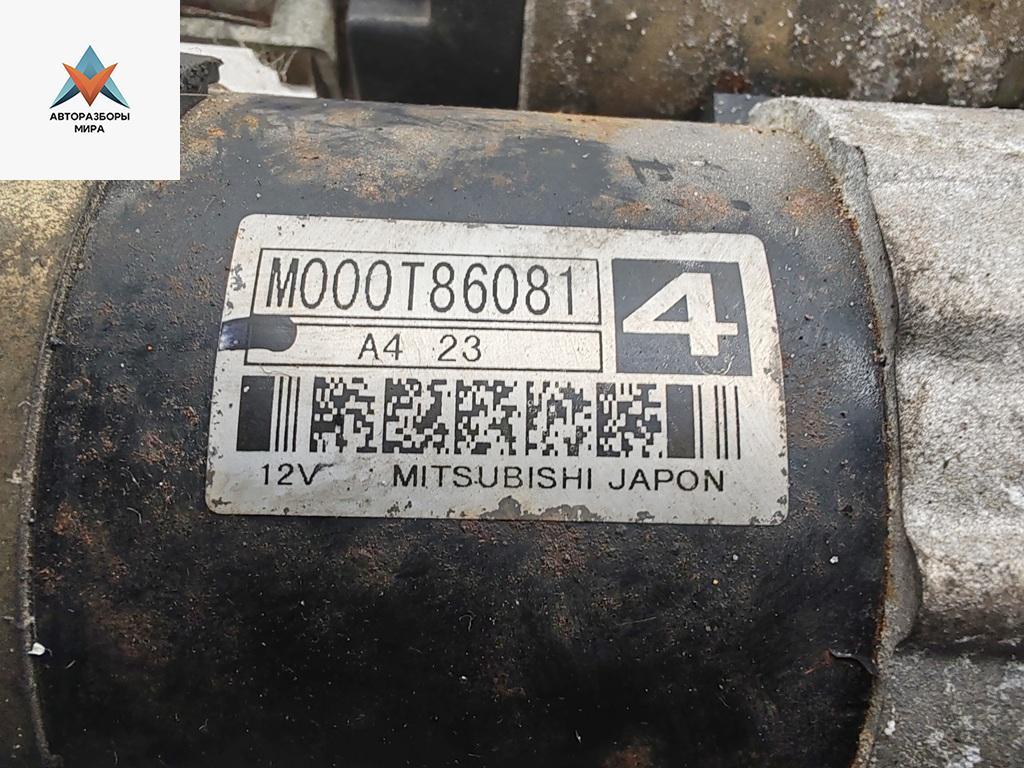 АВТОРАЗБОРЫ
МИРА
M000T86081
4
A4 23
12V MITSUBISHI JAPON